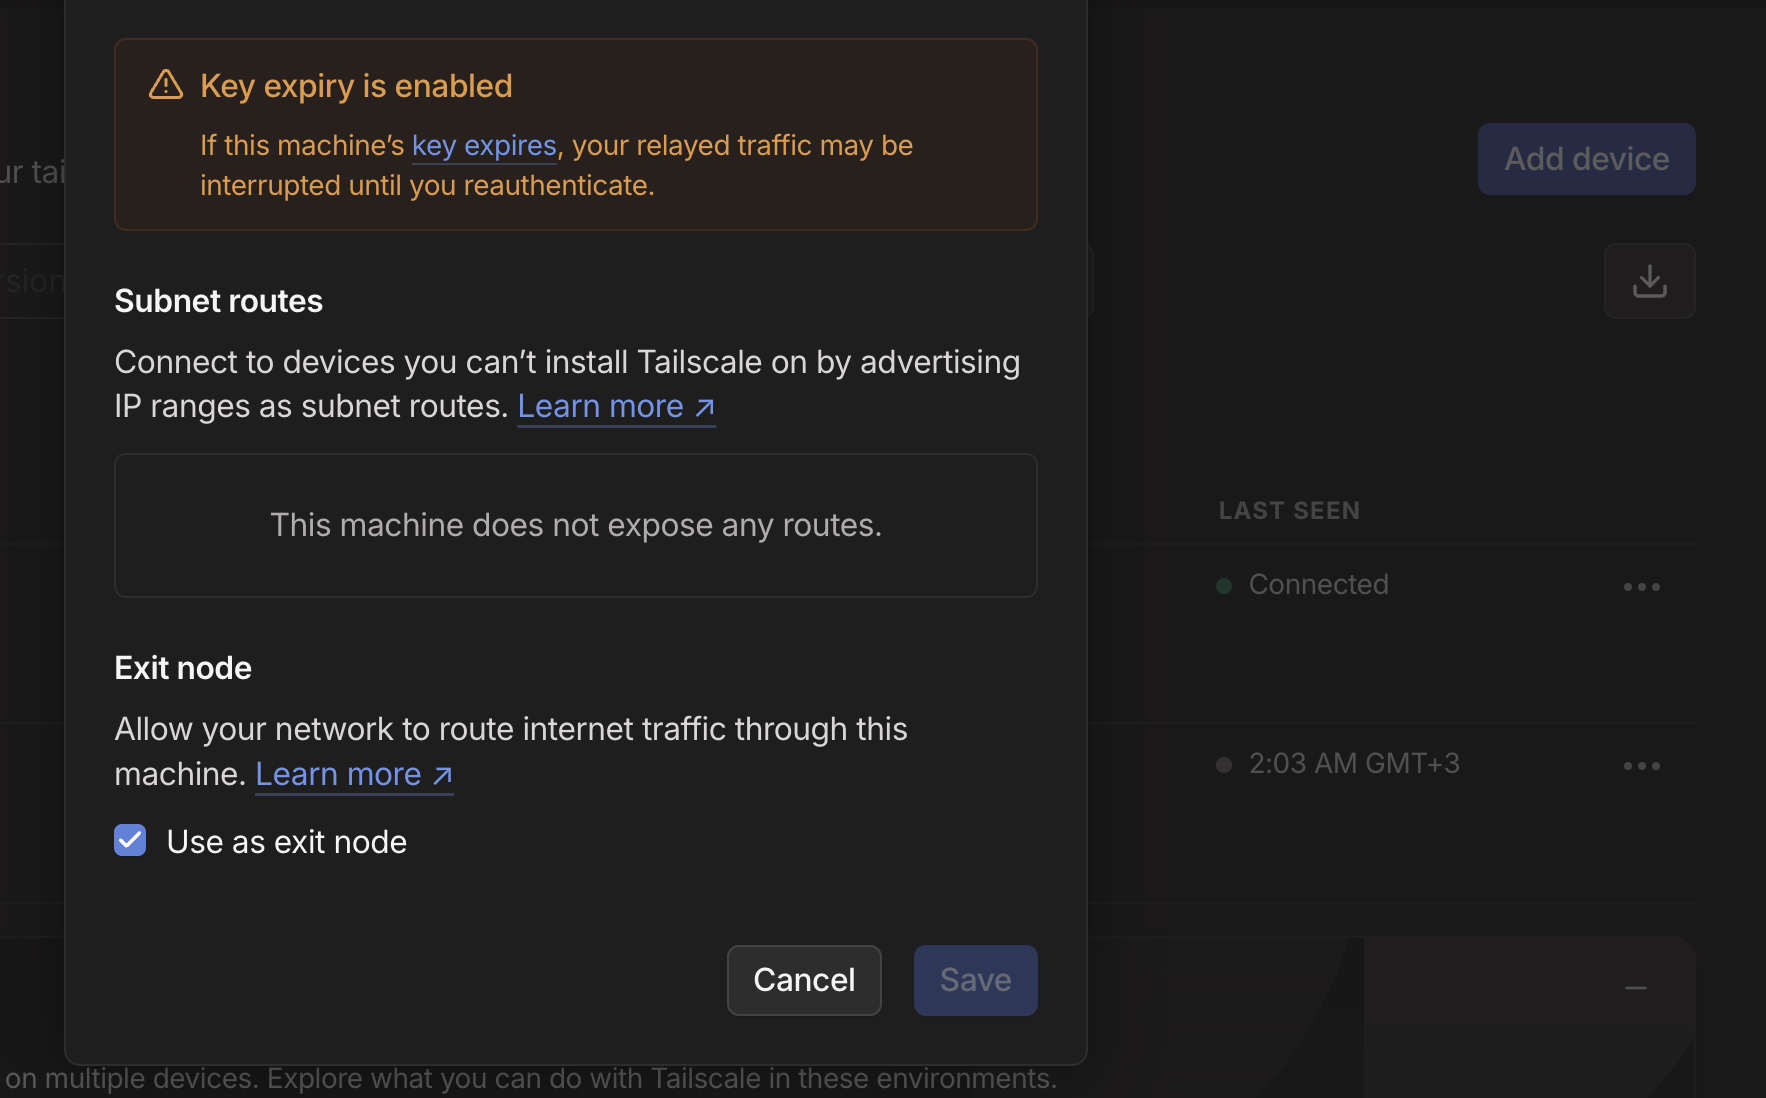 Key expiry is enabled
If this machine’s key expires, your relayed traffic may be
interrupted until you reauthenticate.
ur tai
Add device
rsion
Subnet routes
Connect to devices you can’t install Tailscale on by advertising
IP ranges as subnet routes. Learn more ↗
This machine does not expose any routes.
LAST SEEN
Connected
Exit node
Allow your network to route internet traffic through this
machine. Learn more ↗
2:03 AM GMT+3
Use as exit node
Cancel
Save
on multiple devices. Explore what you can do with Tailscale in these environments.